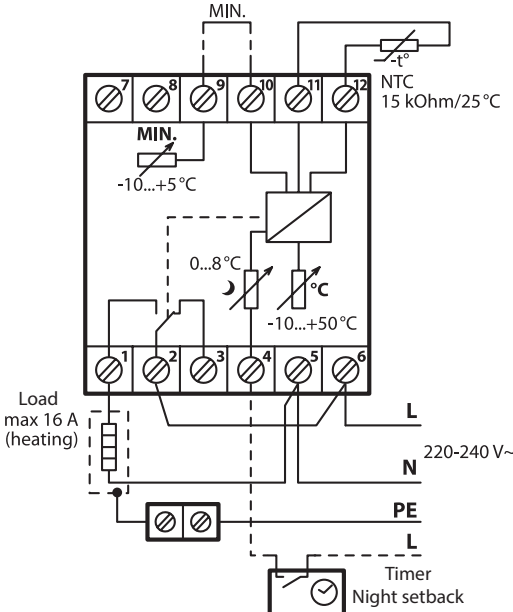 MIN.
-t°
NTC
15 kOhm/25 °C
7 8 9 10 11 12
MIN.
-10...+5 °C
0...8 °C
°C
-10...+50 °C
1 2 3 4 5 6
Load
max 16 A
(heating)
L
220-240 V~
N
PE
L
Timer
Night setback